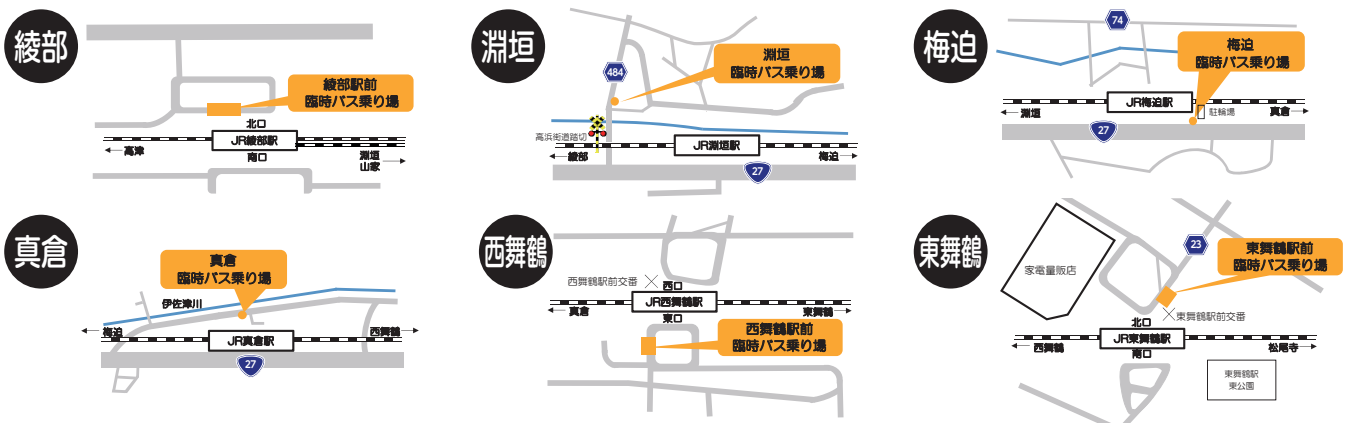 綾部
綾部駅前
臨時バス乗り場
北口
JR綾部駅
南口
高津
淵垣
山家
淵垣
484
淵垣
臨時バス乗り場
高浜街道踏切
綾部
JR淵垣駅
梅迫
27
梅迫
74
梅迫
臨時バス乗り場
JR梅迫駅
駐輪場
淵垣
真倉
27
真倉
真倉
臨時バス乗り場
伊佐津川
梅迫
JR真倉駅
西舞鶴
27
西舞鶴
西舞鶴駅前交番
西口
JR西舞鶴駅
真倉
東舞鶴
東口
西舞鶴駅前
臨時バス乗り場
東舞鶴
家電量販店
23
東舞鶴駅前
臨時バス乗り場
東舞鶴駅前交番
北口
JR東舞鶴駅
南口
西舞鶴
松尾寺
東舞鶴駅
東公園